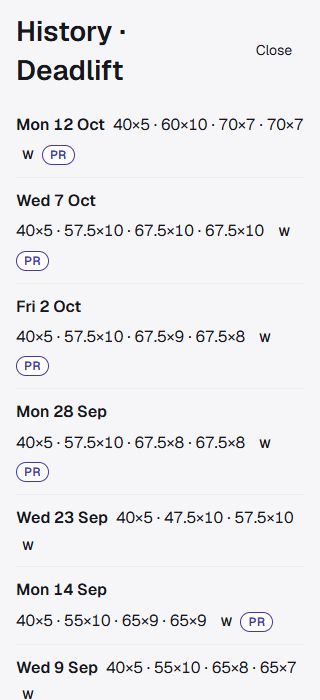 History ·
Deadlift
Close
Mon 12 Oct 40×5 · 60×10 · 70×7 · 70×7
W PR
Wed 7 Oct
40×5 · 57.5×10 · 67.5×10 · 67.5×10 W
PR
Fri 2 Oct
40×5 · 57.5×10 · 67.5×9 · 67.5×8 W
PR
Mon 28 Sep
40×5 · 57.5×10 · 67.5×8 · 67.5×8 W
PR
Wed 23 Sep 40×5 · 47.5×10 · 57.5×10
W
Mon 14 Sep
40×5 · 55×10 · 65×9 · 65×9 W PR
Wed 9 Sep 40×5 · 55×10 · 65×8 · 65×7
W